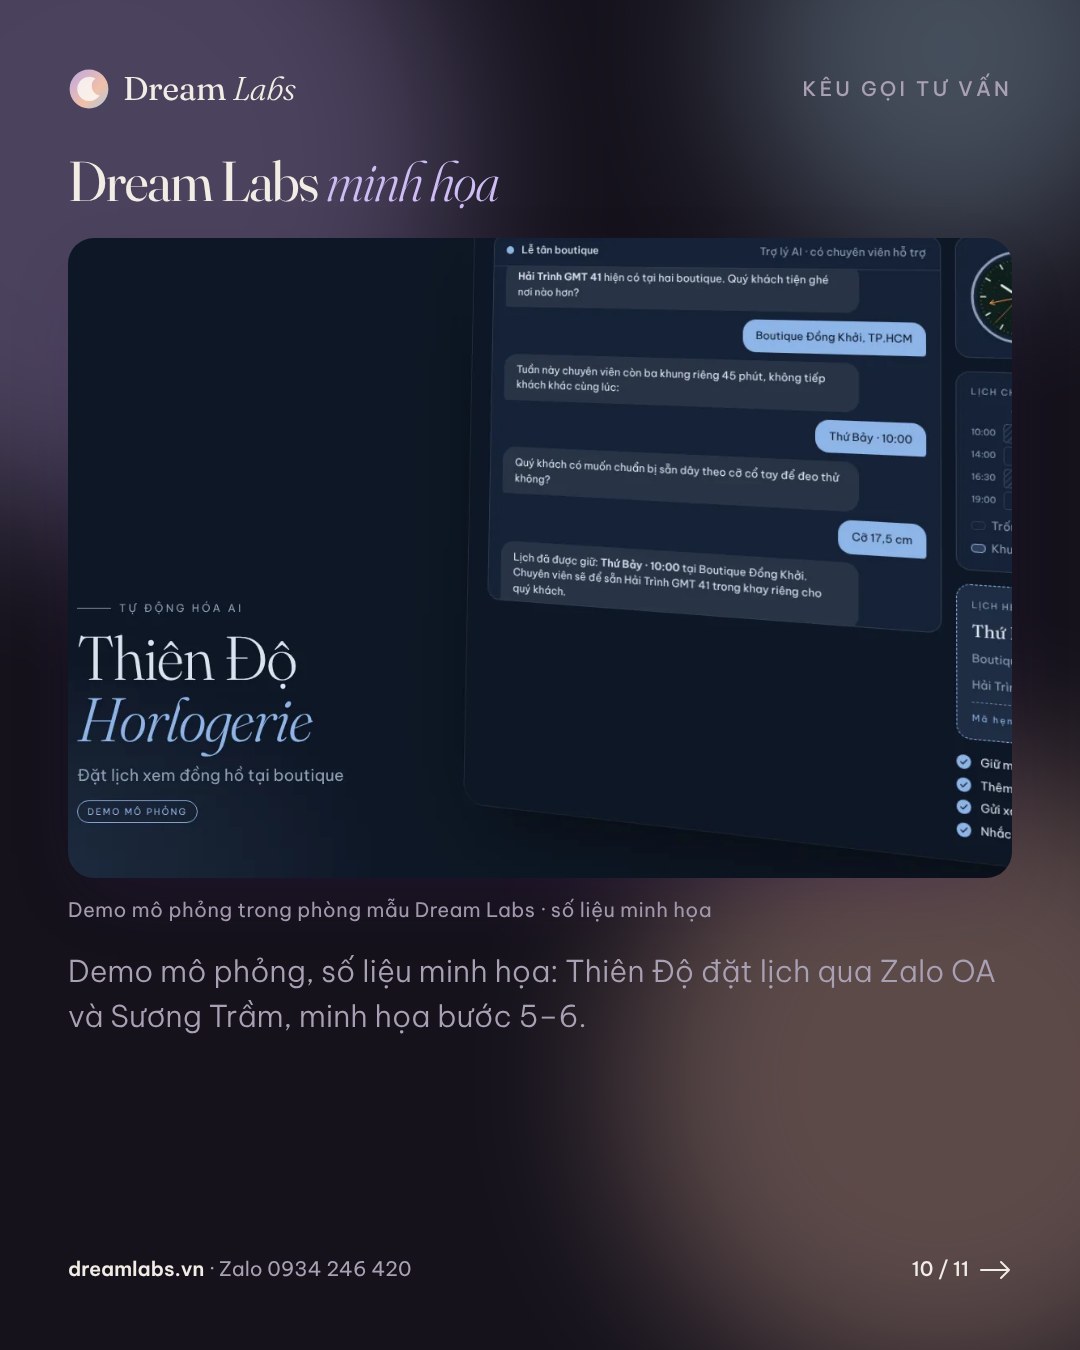 Dream Labs
KÊU GỌI TƯ VẤN
Dream Labs minh họa
Lễ tân boutique
Trợ lý AI · có chuyên viên hỗ trợ
Hải Trình GMT 41 hiện có tại hai boutique. Quý khách tiện ghé
nơi nào hơn?
Boutique Đồng Khởi, TP.HCM
Tuần này chuyên viên còn ba khung riêng 45 phút, không tiếp
khách khác cùng lúc:
Thứ Bảy · 10:00
Quý khách có muốn chuẩn bị sẵn dây theo cỡ cổ tay để đeo thử
không?
Cỡ 17,5 cm
Lịch đã được giữ: Thứ Bảy · 10:00 tại Boutique Đồng Khởi.
Chuyên viên sẽ để sẵn Hải Trình GMT 41 trong khay riêng cho
quý khách.
LỊCH
10:00
14:00
16:30
19:00
LỊCH
Thứ
Mã hẹn
Giữ
Thêm
Gửi
Nhắc
TỰ ĐỘNG HÓA AI
Thiên Độ
Horlogerie
Đặt lịch xem đồng hồ tại boutique
DEMO MÔ PHỎNG
Demo mô phỏng trong phòng mẫu Dream Labs · số liệu minh họa
Demo mô phỏng, số liệu minh họa: Thiên Độ đặt lịch qua Zalo OA
và Sương Trầm, minh họa bước 5–6.
dreamlabs.vn · Zalo 0934 246 420
10 / 11